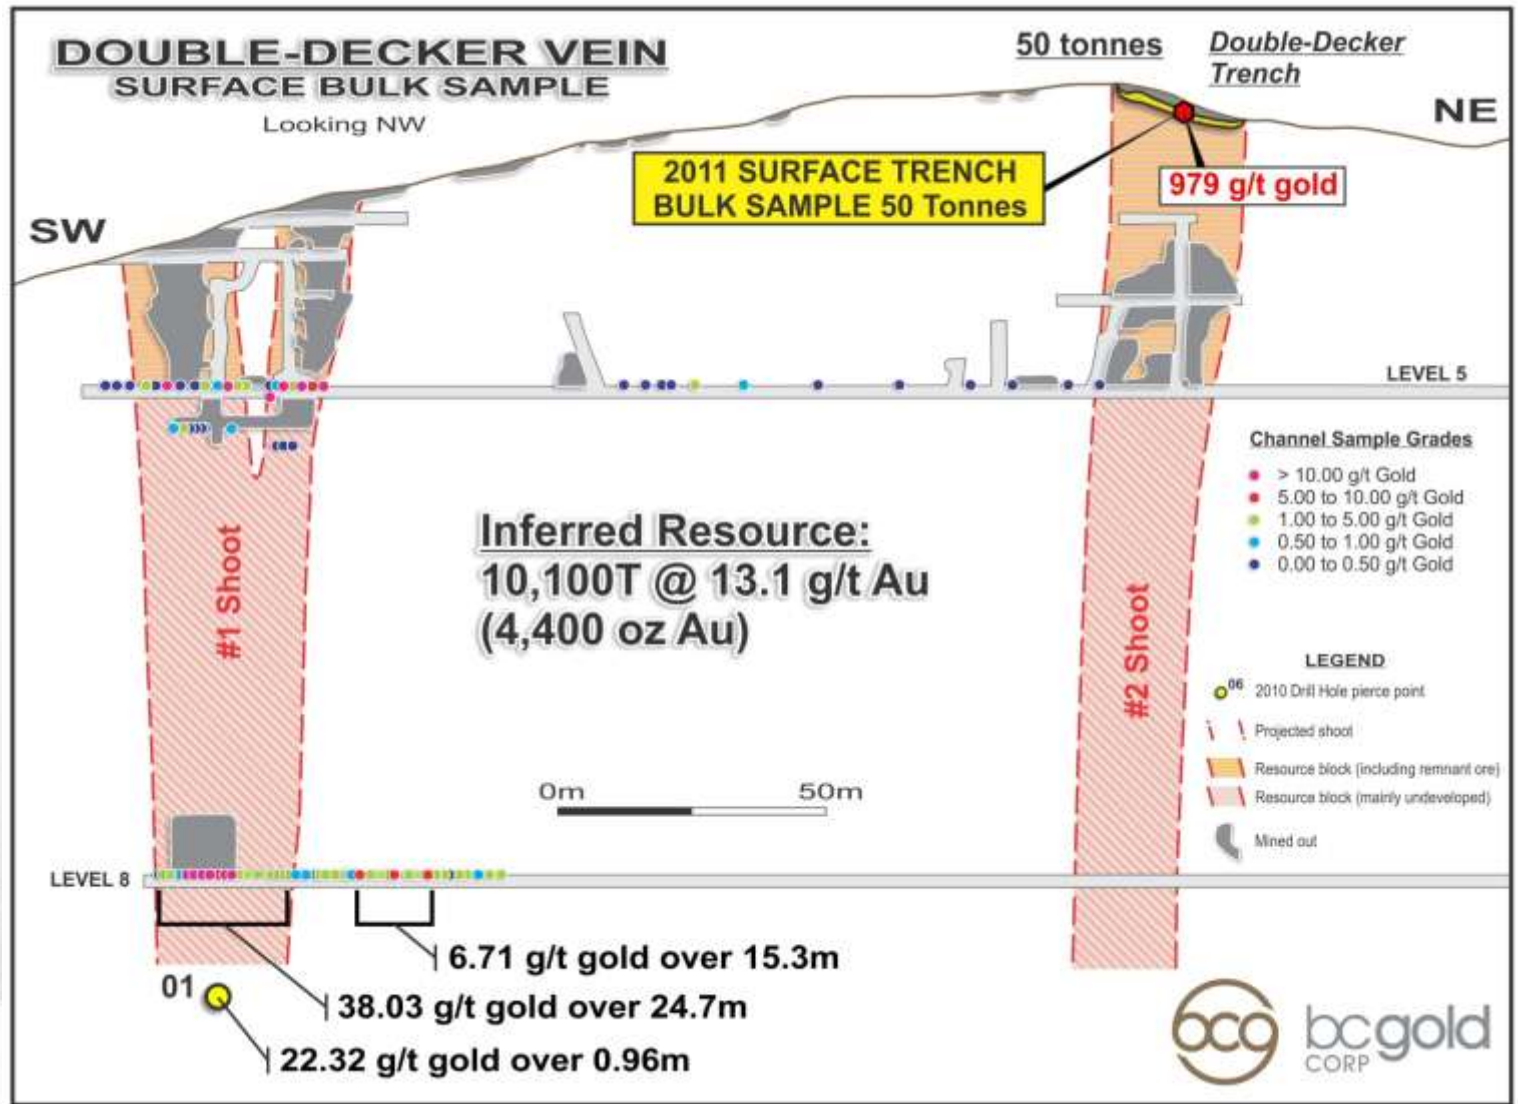 DOUBLE-DECKER VEIN
SURFACE BULK SAMPLE
Looking NW
50 tonnes
Double-Decker
Trench
NE
SW
2011 SURFACE TRENCH
BULK SAMPLE 50 Tonnes
979 g/t gold
LEVEL 5
Channel Sample Grades
> 10.00 g/t Gold
5.00 to 10.00 g/t Gold
1.00 to 5.00 g/t Gold
0.50 to 1.00 g/t Gold
0.00 to 0.50 g/t Gold
#1 Shoot
Inferred Resource:
10,100T @ 13.1 g/t Au
(4,400 oz Au)
#2 Shoot
LEGEND
06 2010 Drill Hole pierce point
Projected shoot
Resource block (including remnant ore)
Resource block (mainly undeveloped)
Mined out
0m 50m
LEVEL 8
6.71 g/t gold over 15.3m
01
38.03 g/t gold over 24.7m
22.32 g/t gold over 0.96m
bcg
bcgold
CORP